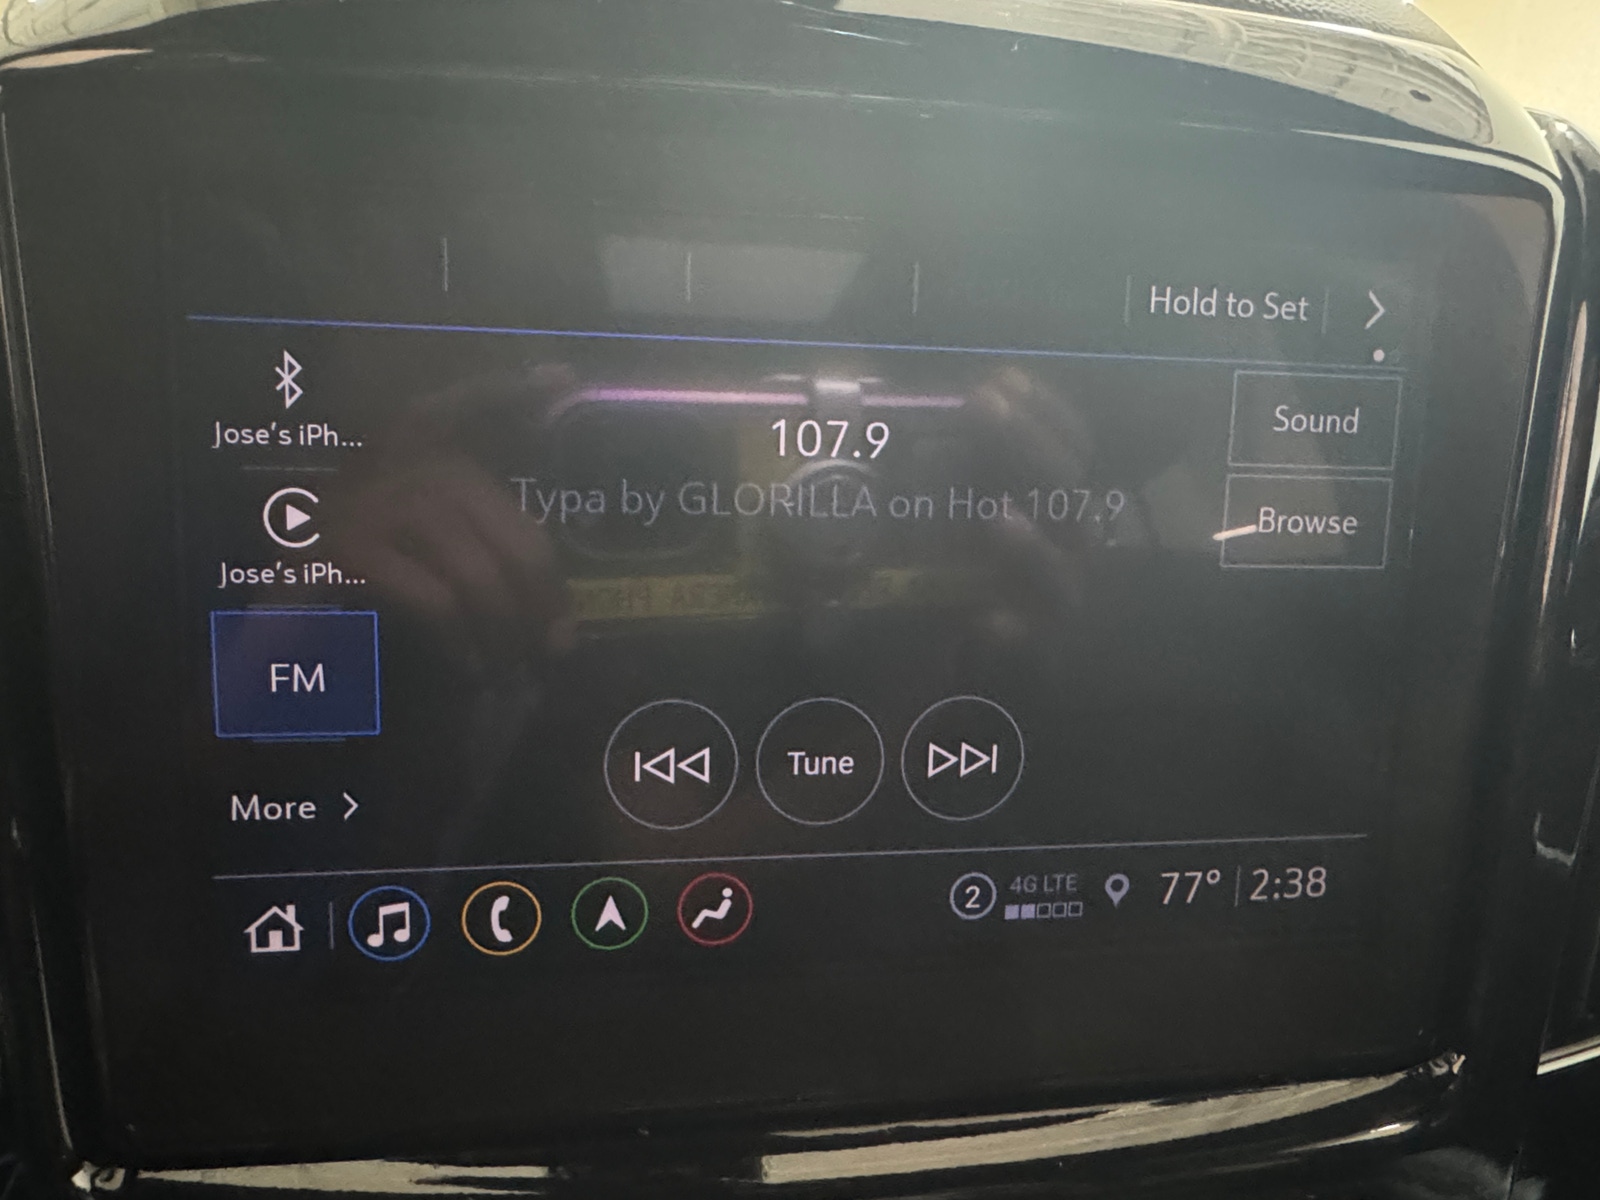 Hold to Set
Jose's iPh...
107.9
Sound
Typa by GLORILLA on Hot 107.9
Browse
Jose's iPh...
FM
Tune
More
2
4G LTE
77°
2:38